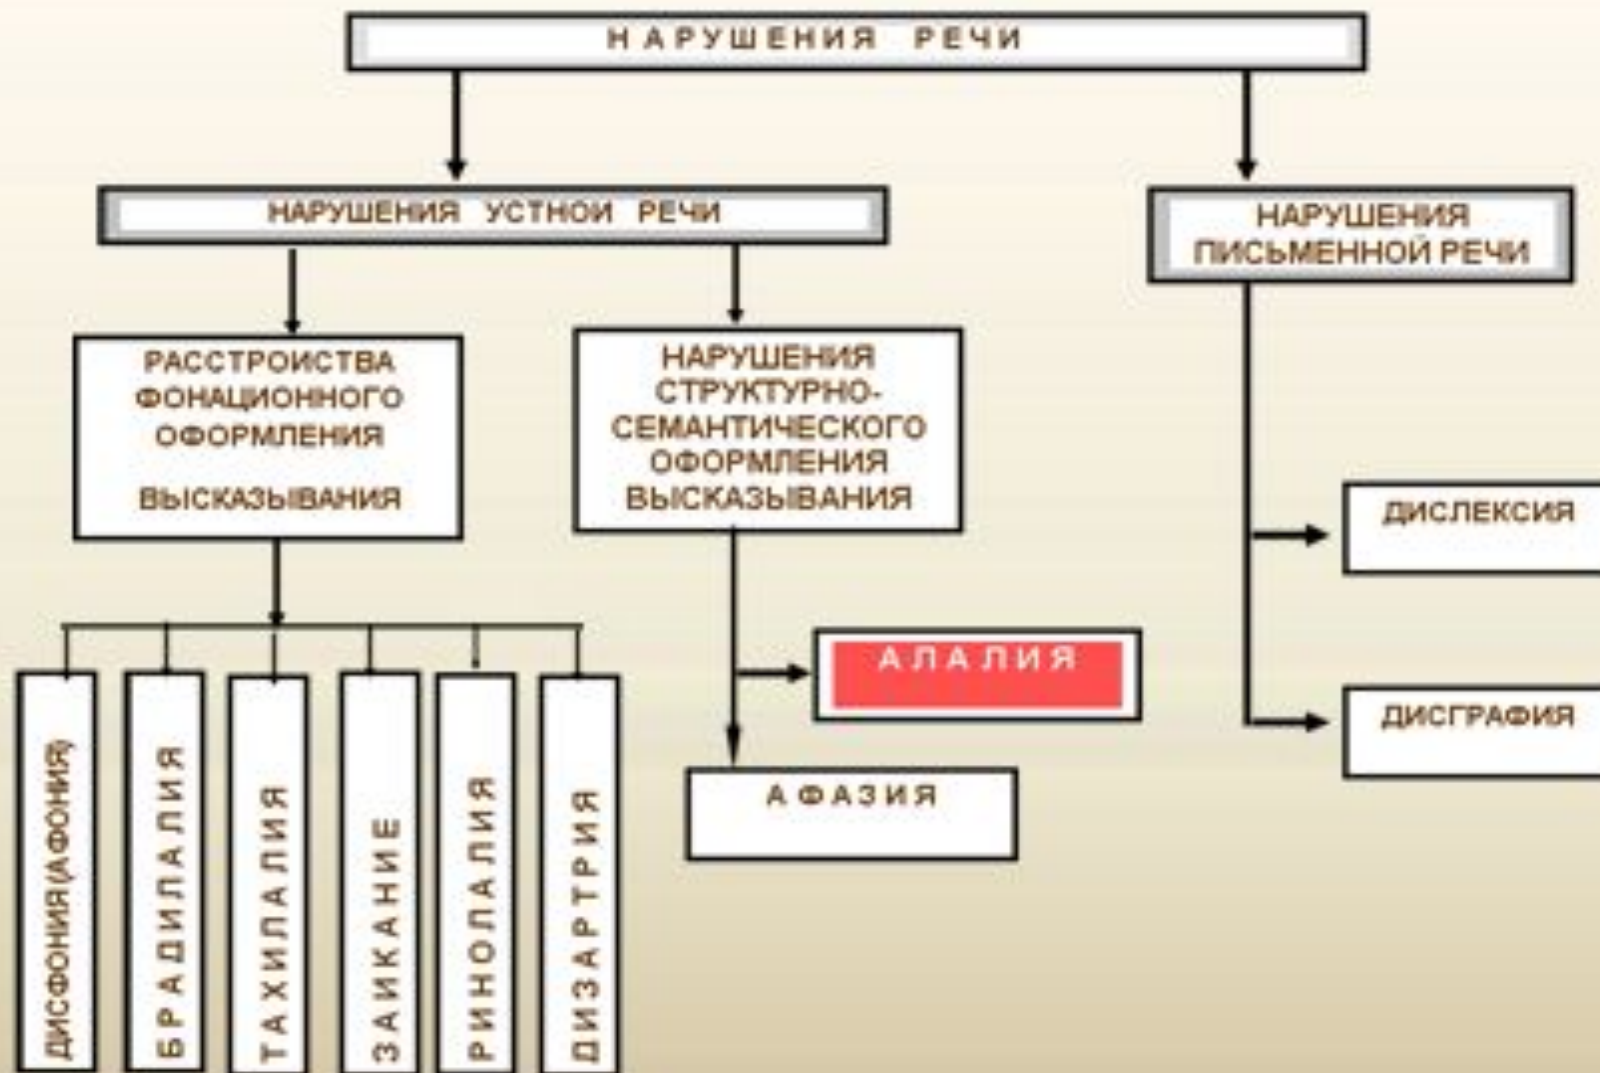 НАРУШЕНИЯ РЕЧИ
НАРУШЕНИЯ УСТНОЙ РЕЧИ
НАРУШЕНИЯ
ПИСЬМЕННОЙ РЕЧИ
РАССТРОЙСТВА
ФОНАЦИОННОГО
ОФОРМЛЕНИЯ
ВЫСКАЗЫВАНИЯ
НАРУШЕНИЯ
СТРУКТУРНО-
СЕМАНТИЧЕСКОГО
ОФОРМЛЕНИЯ
ВЫСКАЗЫВАНИЯ
ДИСЛЕКСИЯ
АЛАЛИЯ
ДИСГРАФИЯ
АФАЗИЯ
ДИСФОНИЯ(АФОНИЯ)
БРАДИЛАЛИЯ
ТАХИЛАЛИЯ
ЗАИКАНИЕ
РИНОЛАЛИЯ
ДИЗАРТРИЯ